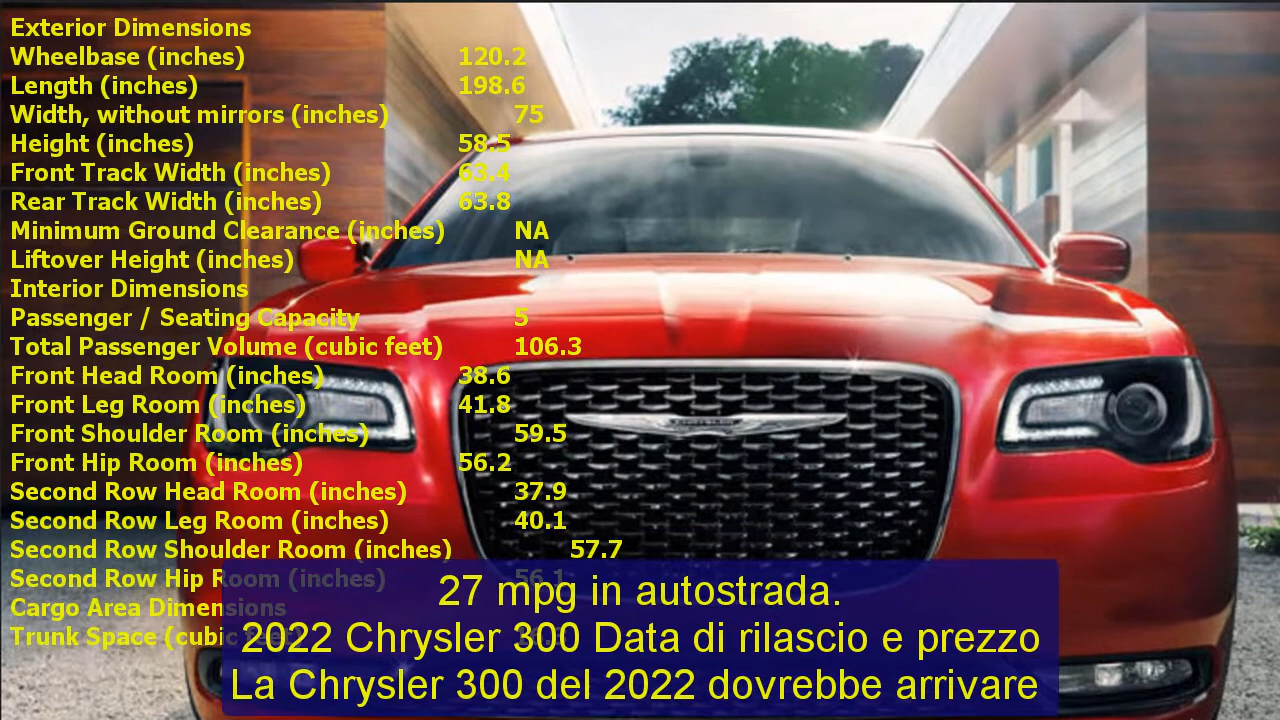 Exterior Dimensions
Wheelbase (inches) 120.2
Length (inches) 198.6
Width, without mirrors (inches) 75
Height (inches) 58.5
Front Track Width (inches) 63.4
Rear Track Width (inches) 63.8
Minimum Ground Clearance (inches) NA
Liftover Height (inches) NA
Interior Dimensions
Passenger / Seating Capacity 5
Total Passenger Volume (cubic feet) 106.3
Front Head Room (inches) 38.6
Front Leg Room (inches) 41.8
Front Shoulder Room (inches) 59.5
Front Hip Room (inches) 56.2
Second Row Head Room (inches) 37.9
Second Row Leg Room (inches) 40.1
Second Row Shoulder Room (inches) 57.7
Second Row Hip Room (inches) 56.1
Cargo Area Dimensions
Trunk Space (cubic feet)
27 mpg in autostrada.
2022 Chrysler 300 Data di rilascio e prezzo
La Chrysler 300 del 2022 dovrebbe arrivare